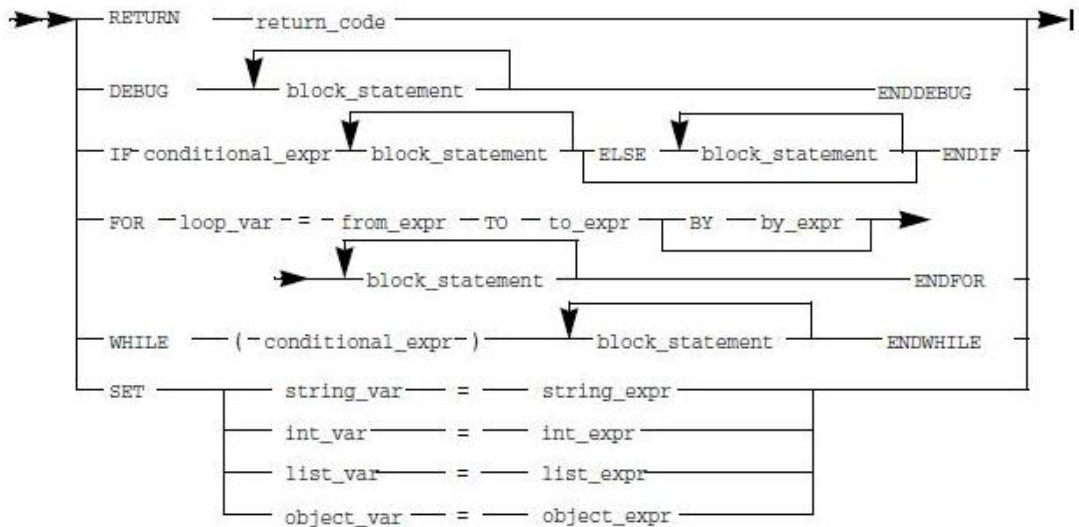 RETURN return_code
DEBUG block_statement ENDDEBUG
IF conditional_expr block_statement ELSE block_statement ENDIF
FOR loop_var = from_expr TO to_expr BY by_expr
block_statement ENDFOR
WHILE ( conditional_expr ) block_statement ENDWHILE
SET string_var = string_expr
int_var = int_expr
list_var = list_expr
object_var = object_expr